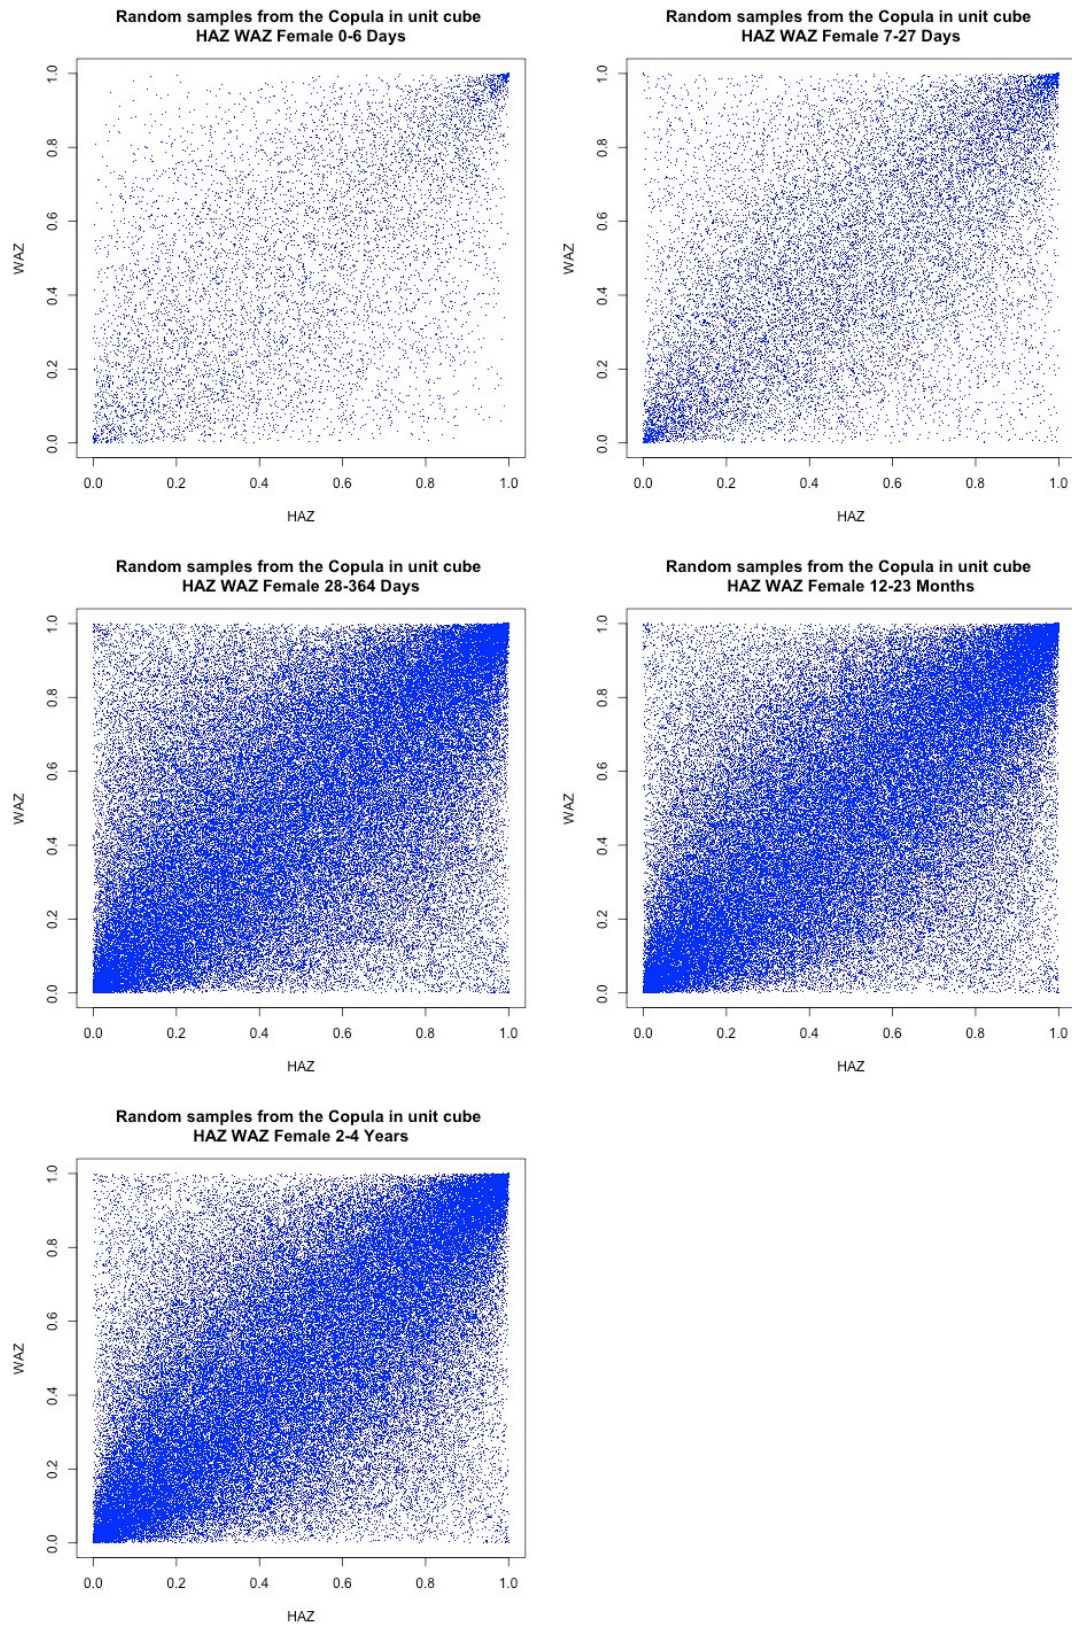 Random samples from the Copula in unit cube
HAZ WAZ Female 0-6 Days
WAZ
1.0
0.8
0.6
0.4
0.2
0.0
0.0 0.2 0.4 0.6 0.8 1.0
HAZ
Random samples from the Copula in unit cube
HAZ WAZ Female 7-27 Days
WAZ
1.0
0.8
0.6
0.4
0.2
0.0
0.0 0.2 0.4 0.6 0.8 1.0
HAZ
Random samples from the Copula in unit cube
HAZ WAZ Female 28-364 Days
WAZ
1.0
0.8
0.6
0.4
0.2
0.0
0.0 0.2 0.4 0.6 0.8 1.0
HAZ
Random samples from the Copula in unit cube
HAZ WAZ Female 12-23 Months
WAZ
1.0
0.8
0.6
0.4
0.2
0.0
0.0 0.2 0.4 0.6 0.8 1.0
HAZ
Random samples from the Copula in unit cube
HAZ WAZ Female 2-4 Years
WAZ
1.0
0.8
0.6
0.4
0.2
0.0
0.0 0.2 0.4 0.6 0.8 1.0
HAZ